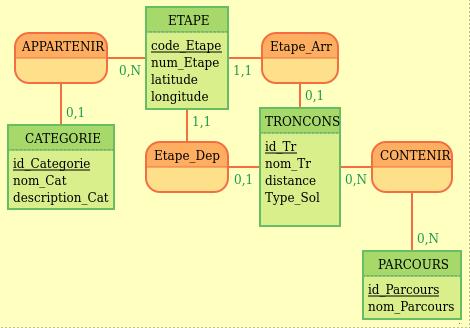 ETAPE
code_Etape
num_Etape
latitude
longitude
APPARTENIR
Etape_Arr
0,N
1,1
0,1
0,1
1,1
CATEGORIE
id_Categorie
nom_Cat
description_Cat
TRONCONS
id_Tr
nom_Tr
distance
Type_Sol
Etape_Dep
0,1
0,N
CONTENIR
0,N
PARCOURS
id_Parcours
nom_Parcours